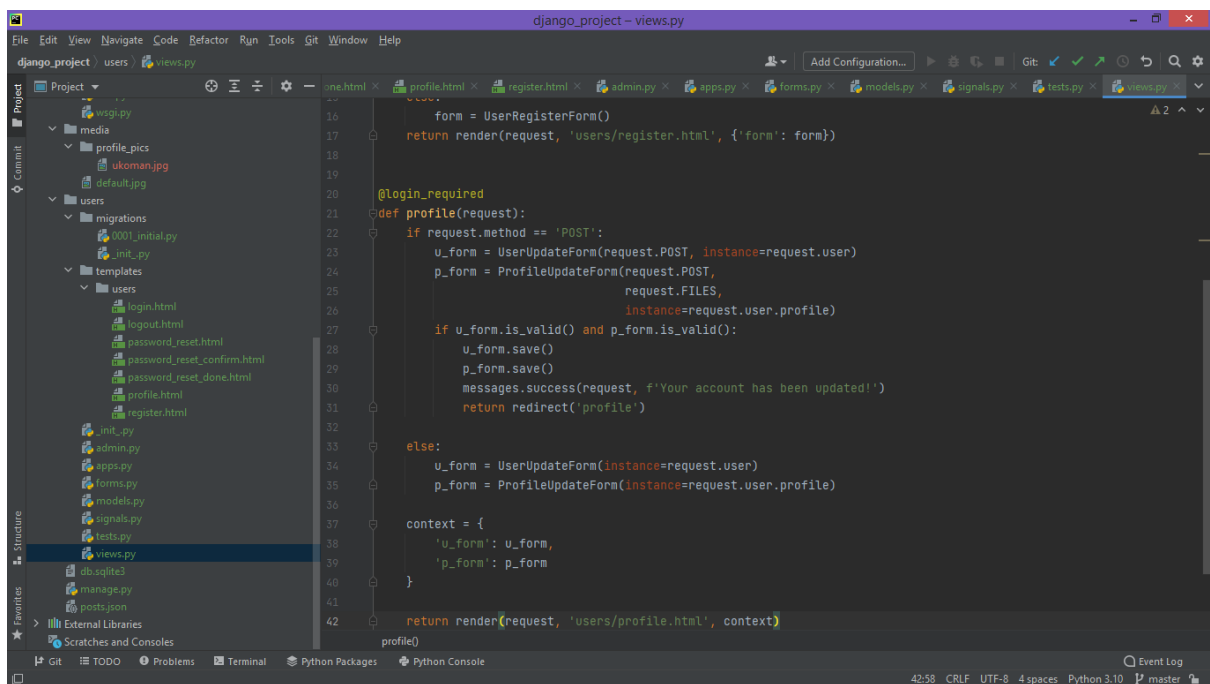 PC
django_project – views.py
File Edit View Navigate Code Refactor Run Tools Git Window Help
django_project users views.py
Add Configuration... Git:
Project
one.html profile.html register.html admin.py apps.py forms.py models.py signals.py tests.py views.py
Project
Commit
Structure
Favorites
wsgi.py
media
profile_pics
ukoman.jpg
default.jpg
users
migrations
0001_initial.py
_init_.py
templates
users
login.html
logout.html
password_reset.html
password_reset_confirm.html
password_reset_done.html
profile.html
register.html
_init_.py
admin.py
apps.py
forms.py
models.py
signals.py
tests.py
views.py
db.sqlite3
manage.py
posts.json
External Libraries
Scratches and Consoles
2
15 else:
16 form = UserRegisterForm()
17 return render(request, 'users/register.html', {'form': form})
18
19
20 @login_required
21 def profile(request):
22 if request.method == 'POST':
23 u_form = UserUpdateForm(request.POST, instance=request.user)
24 p_form = ProfileUpdateForm(request.POST,
25 request.FILES,
26 instance=request.user.profile)
27 if u_form.is_valid() and p_form.is_valid():
28 u_form.save()
29 p_form.save()
30 messages.success(request, f'Your account has been updated!')
31 return redirect('profile')
32
33 else:
34 u_form = UserUpdateForm(instance=request.user)
35 p_form = ProfileUpdateForm(instance=request.user.profile)
36
37 context = {
38 'u_form': u_form,
39 'p_form': p_form
40 }
41
42 return render(request, 'users/profile.html', context)
profile()
Git TODO Problems Terminal Python Packages Python Console Event Log
42:58 CRLF UTF-8 4 spaces Python 3.10 master